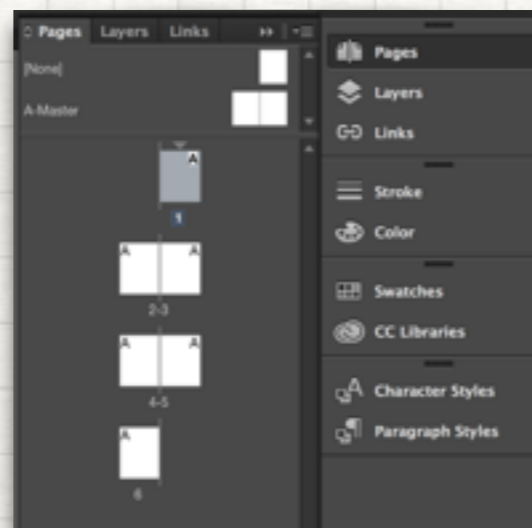 Pages Layers Links
[None]
A-Master
A
1
A A
2-3
A A
4-5
A
6
Pages
Layers
Links
Stroke
Color
Swatches
CC Libraries
Character Styles
Paragraph Styles